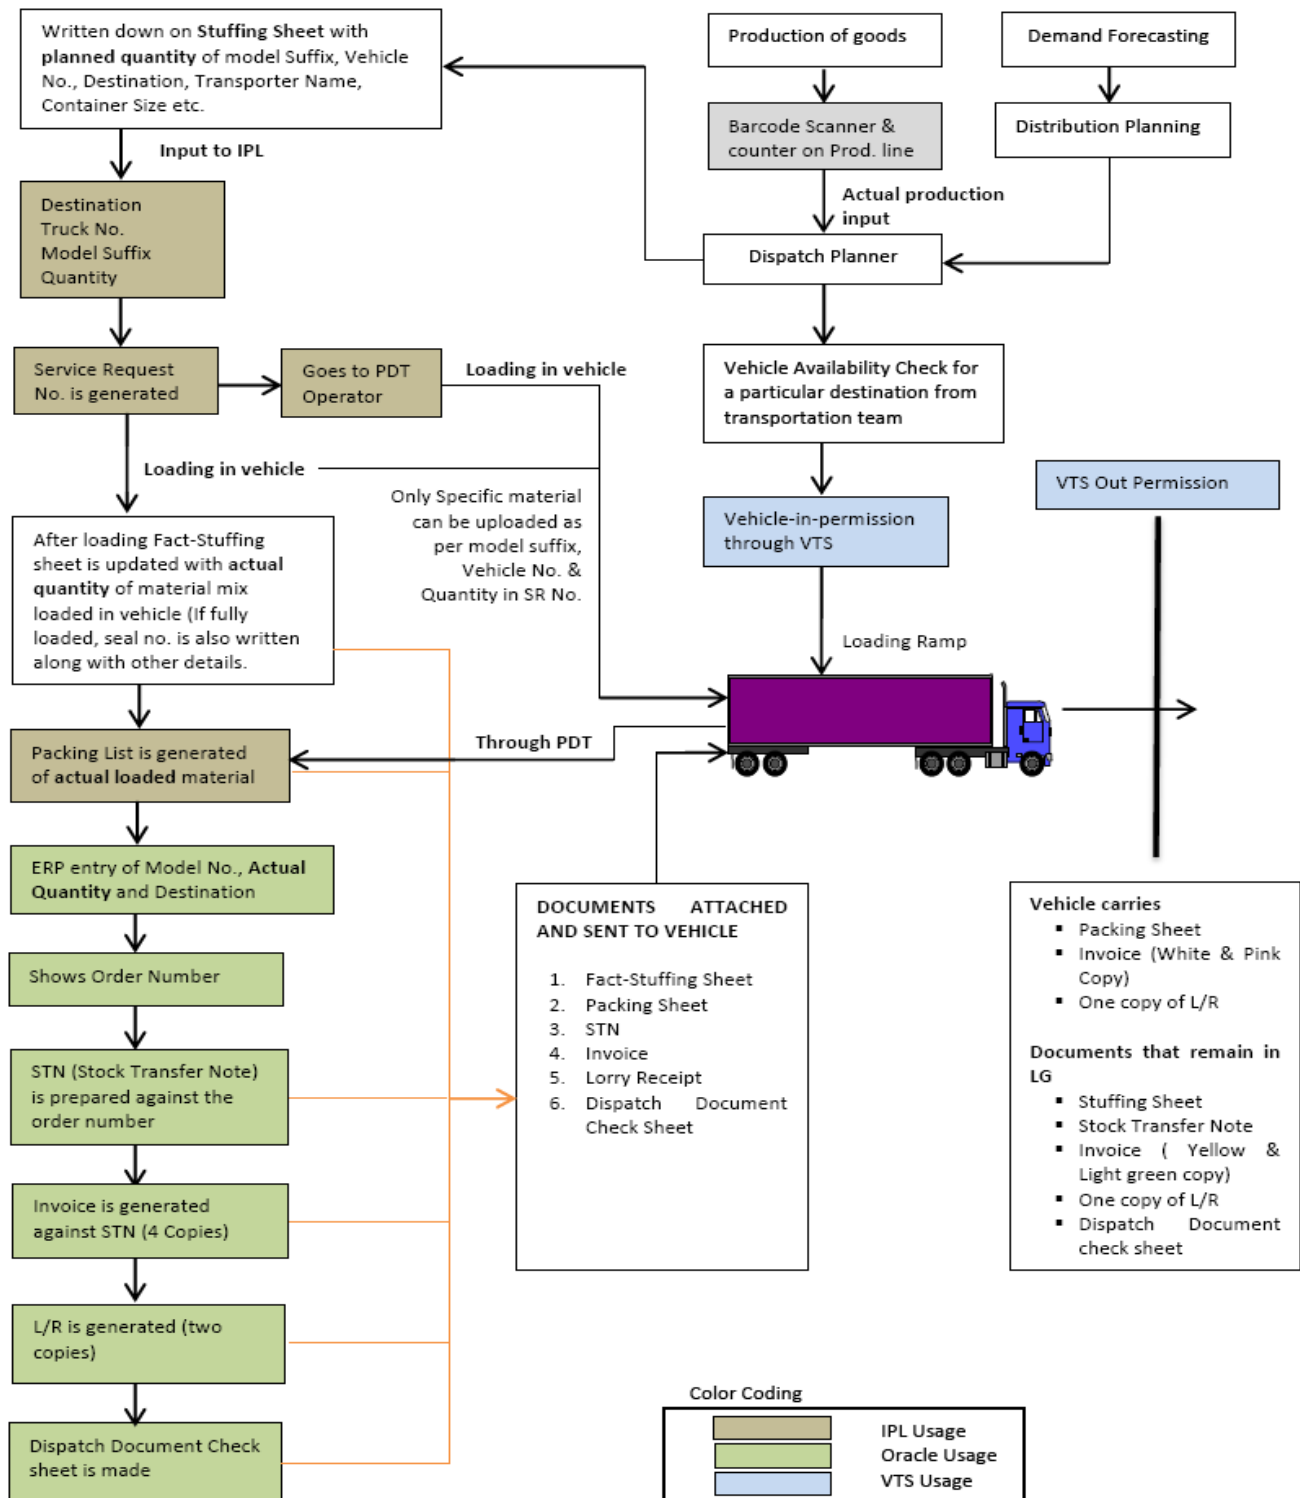 Written down on Stuffing Sheet with
planned quantity of model Suffix, Vehicle
No., Destination, Transporter Name,
Container Size etc.
Production of goods
Demand Forecasting
Barcode Scanner &
counter on Prod. line
Distribution Planning
Input to IPL
Actual production
input
Destination
Truck No.
Model Suffix
Quantity
Dispatch Planner
Service Request
No. is generated
Goes to PDT
Operator
Loading in vehicle
Vehicle Availability Check for
a particular destination from
transportation team
Loading in vehicle
VTS Out Permission
Only Specific material
can be uploaded as
per model suffix,
Vehicle No. &
Quantity in SR No.
Vehicle-in-permission
through VTS
After loading Fact-Stuffing
sheet is updated with actual
quantity of material mix
loaded in vehicle (If fully
loaded, seal no. is also written
along with other details.
Loading Ramp
Packing List is generated
of actual loaded material
Through PDT
ERP entry of Model No., Actual
Quantity and Destination
Shows Order Number
STN (Stock Transfer Note)
is prepared against the
order number
Invoice is generated
against STN (4 Copies)
L/R is generated (two
copies)
Dispatch Document Check
sheet is made
DOCUMENTS ATTACHED
AND SENT TO VEHICLE
1. Fact-Stuffing Sheet
2. Packing Sheet
3. STN
4. Invoice
5. Lorry Receipt
6. Dispatch Document
Check Sheet
Vehicle carries
▪ Packing Sheet
▪ Invoice (White & Pink
Copy)
▪ One copy of L/R
Documents that remain in
LG
▪ Stuffing Sheet
▪ Stock Transfer Note
▪ Invoice ( Yellow &
Light green copy)
▪ One copy of L/R
▪ Dispatch Document
check sheet
Color Coding
IPL Usage
Oracle Usage
VTS Usage